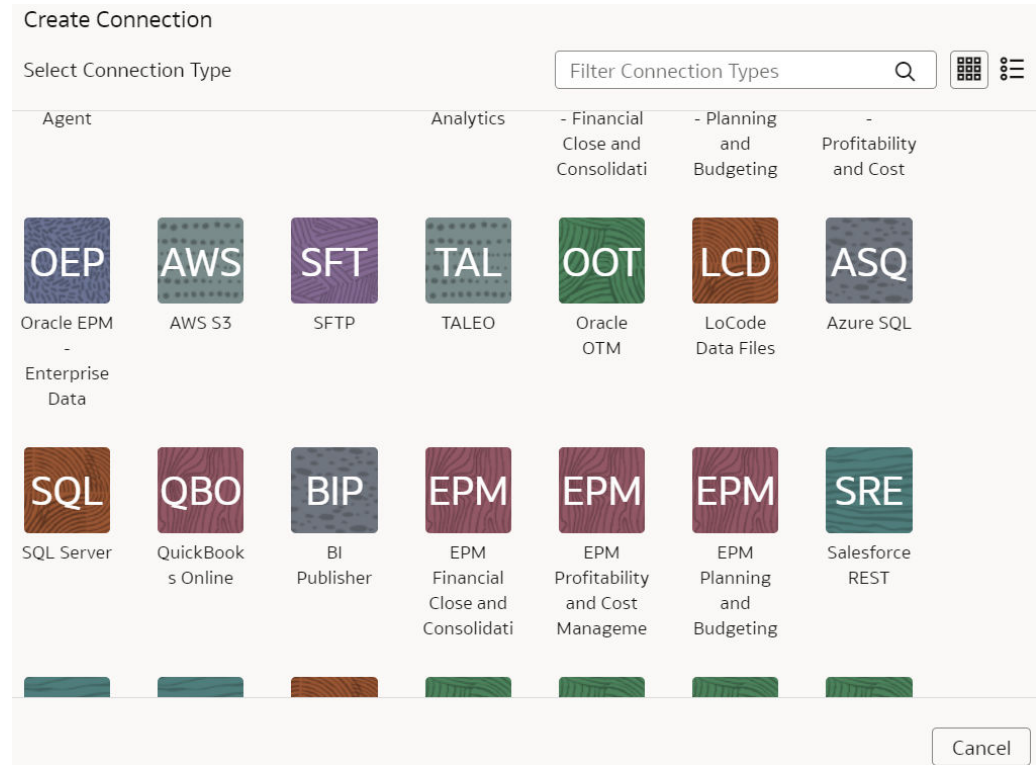 Create Connection
Select Connection Type
Filter Connection Types
Agent
Analytics
- Financial
Close and
Consolidati
- Planning
and
Budgeting
-
Profitability
and Cost
OEP
AWS
SFT
TAL
OOT
LCD
ASQ
Oracle EPM
-
Enterprise
Data
AWS S3
SFTP
TALEO
Oracle
OTM
LoCode
Data Files
Azure SQL
SQL
QBO
BIP
EPM
EPM
EPM
SRE
SQL Server
QuickBook
s Online
BI
Publisher
EPM
Financial
Close and
Consolidati
EPM
Profitability
and Cost
Manageme
EPM
Planning
and
Budgeting
Salesforce
REST
Cancel